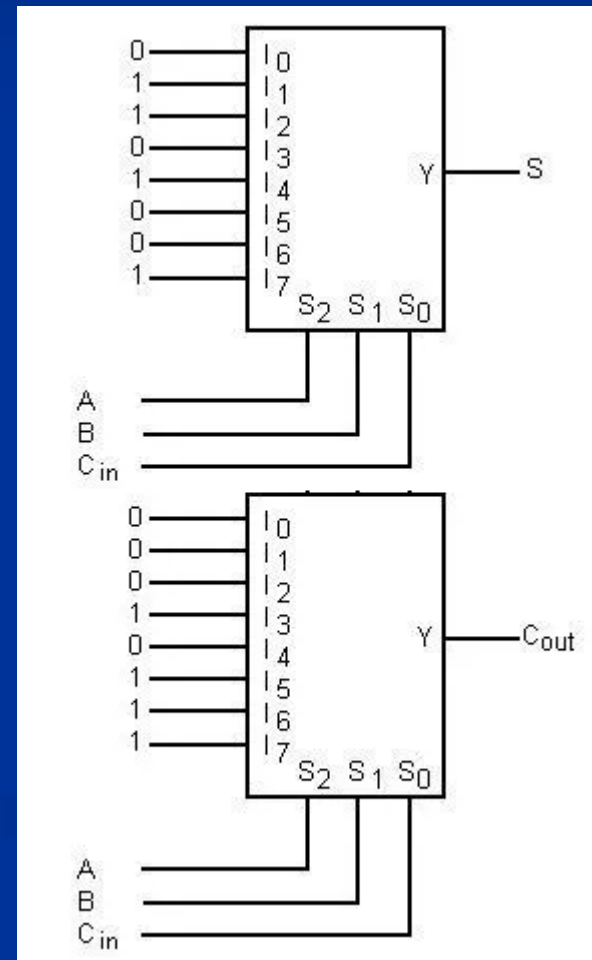 0 I0
1 I1
1 I2
0 I3
Y S
1 I4
0 I5
0 I6
1 I7
S2 S1 S0
A
B
Cin
0 I0
0 I1
0 I2
1 I3
Y Cout
0 I4
1 I5
1 I6
1 I7
S2 S1 S0
A
B
Cin